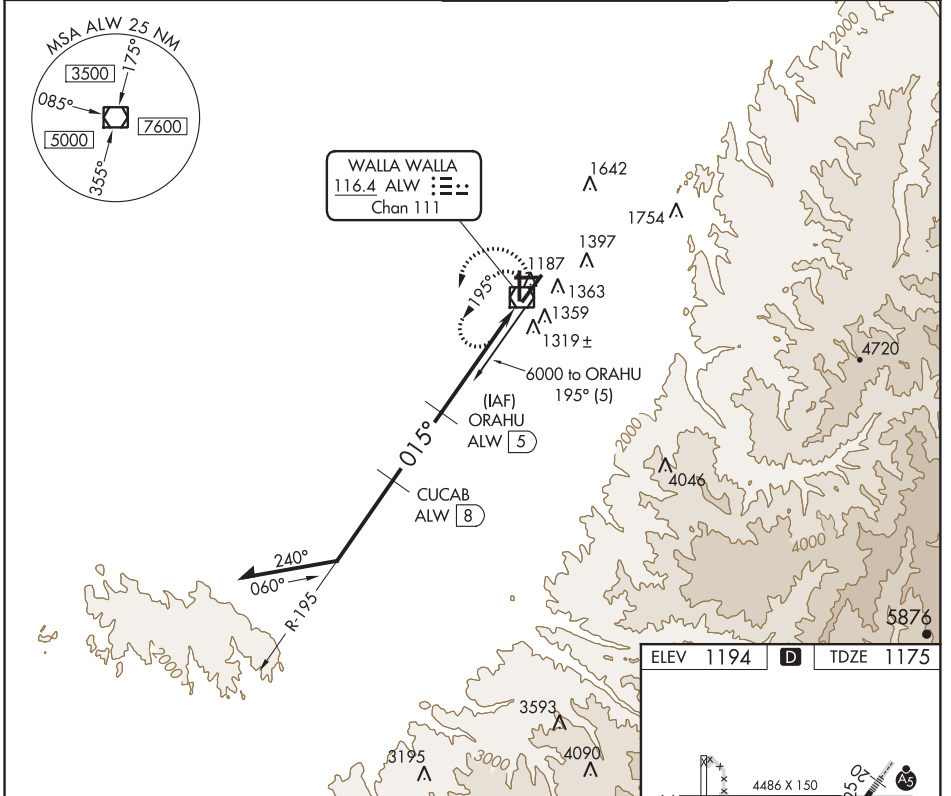 MSA ALW 25 NM
175°
3500
085°
5000
7600
355°
WALLA WALLA
116.4 ALW
Chan 111
1642
1754
1397
1187
1363
1359
1319 ±
195°
4720
6000 to ORAHU
195° (5)
(IAF)
ORAHU
ALW 5
015°
CUCAB
ALW 8
240°
060°
R-195
2000
2000
2000
4046
4000
5876
3593
3195
3000
4090
ELEV 1194 D TDZE 1175
4486 X 150
20
A5